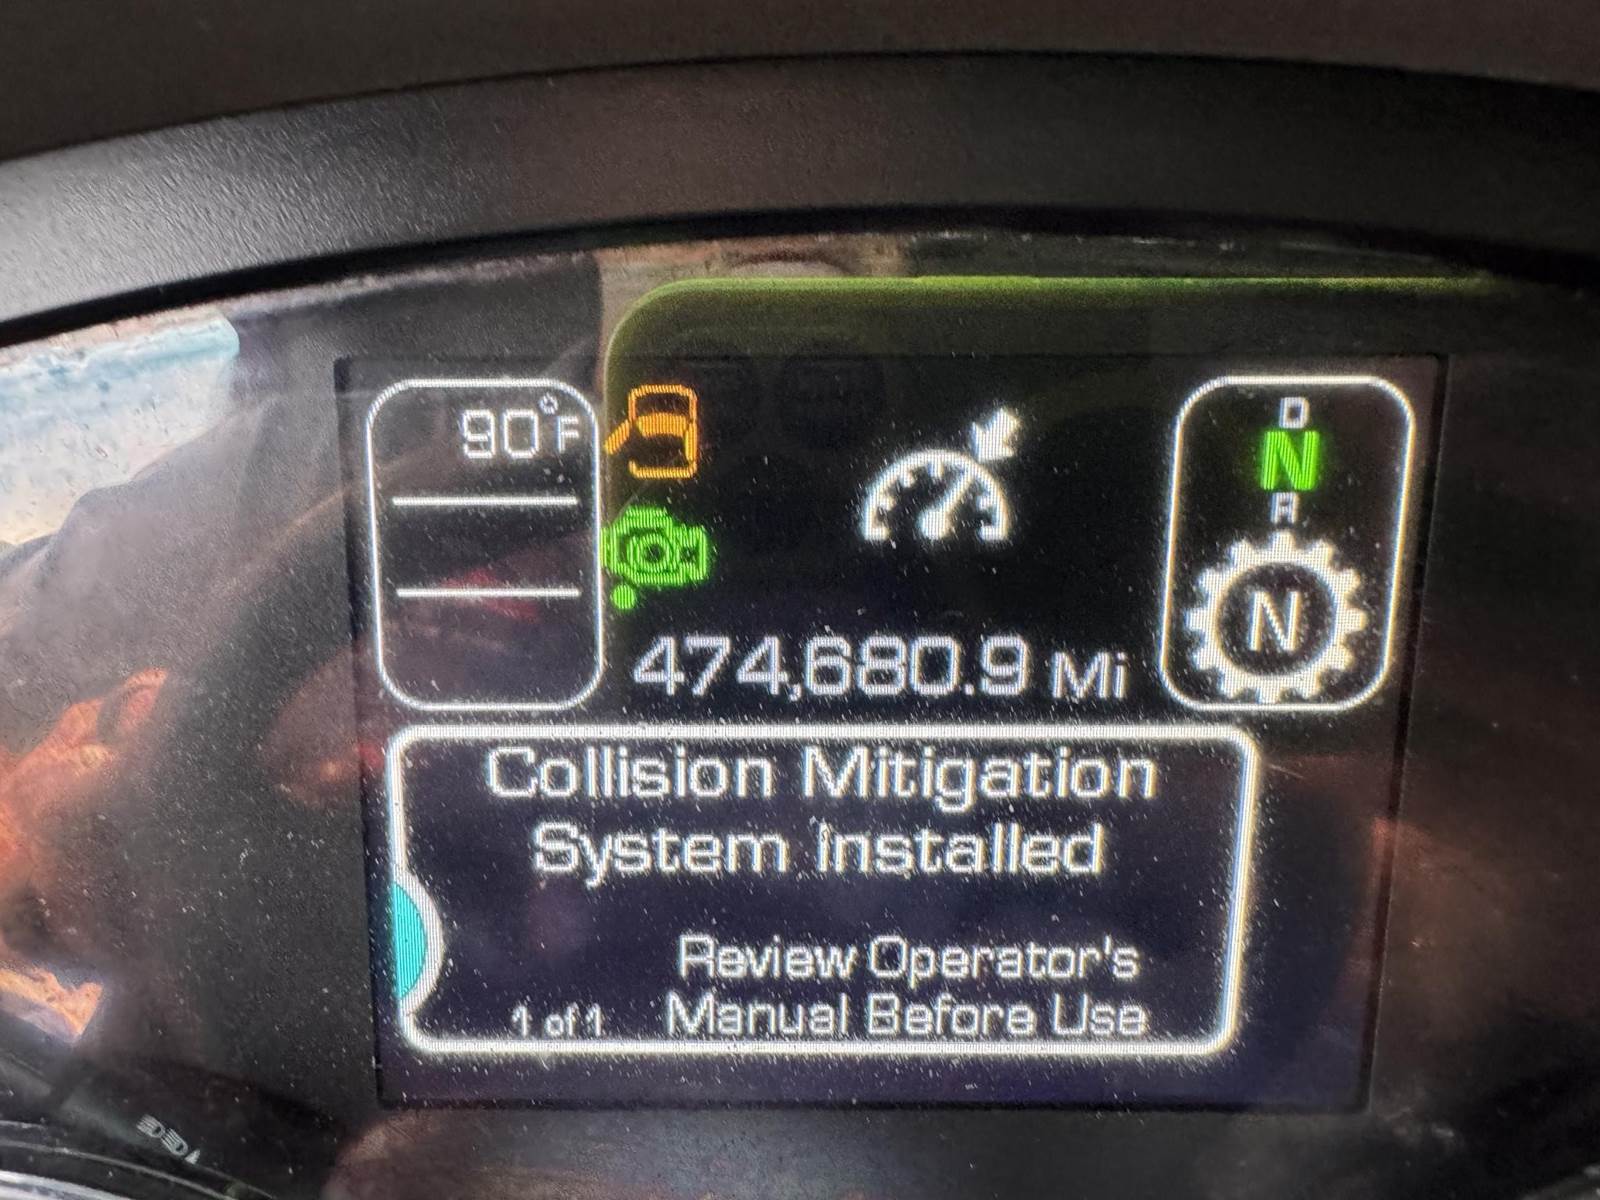 90°F
D
N
R
N
474,680.9 Mi
Collision Mitigation
System Installed
Review Operator's
1 of 1 Manual Before Use